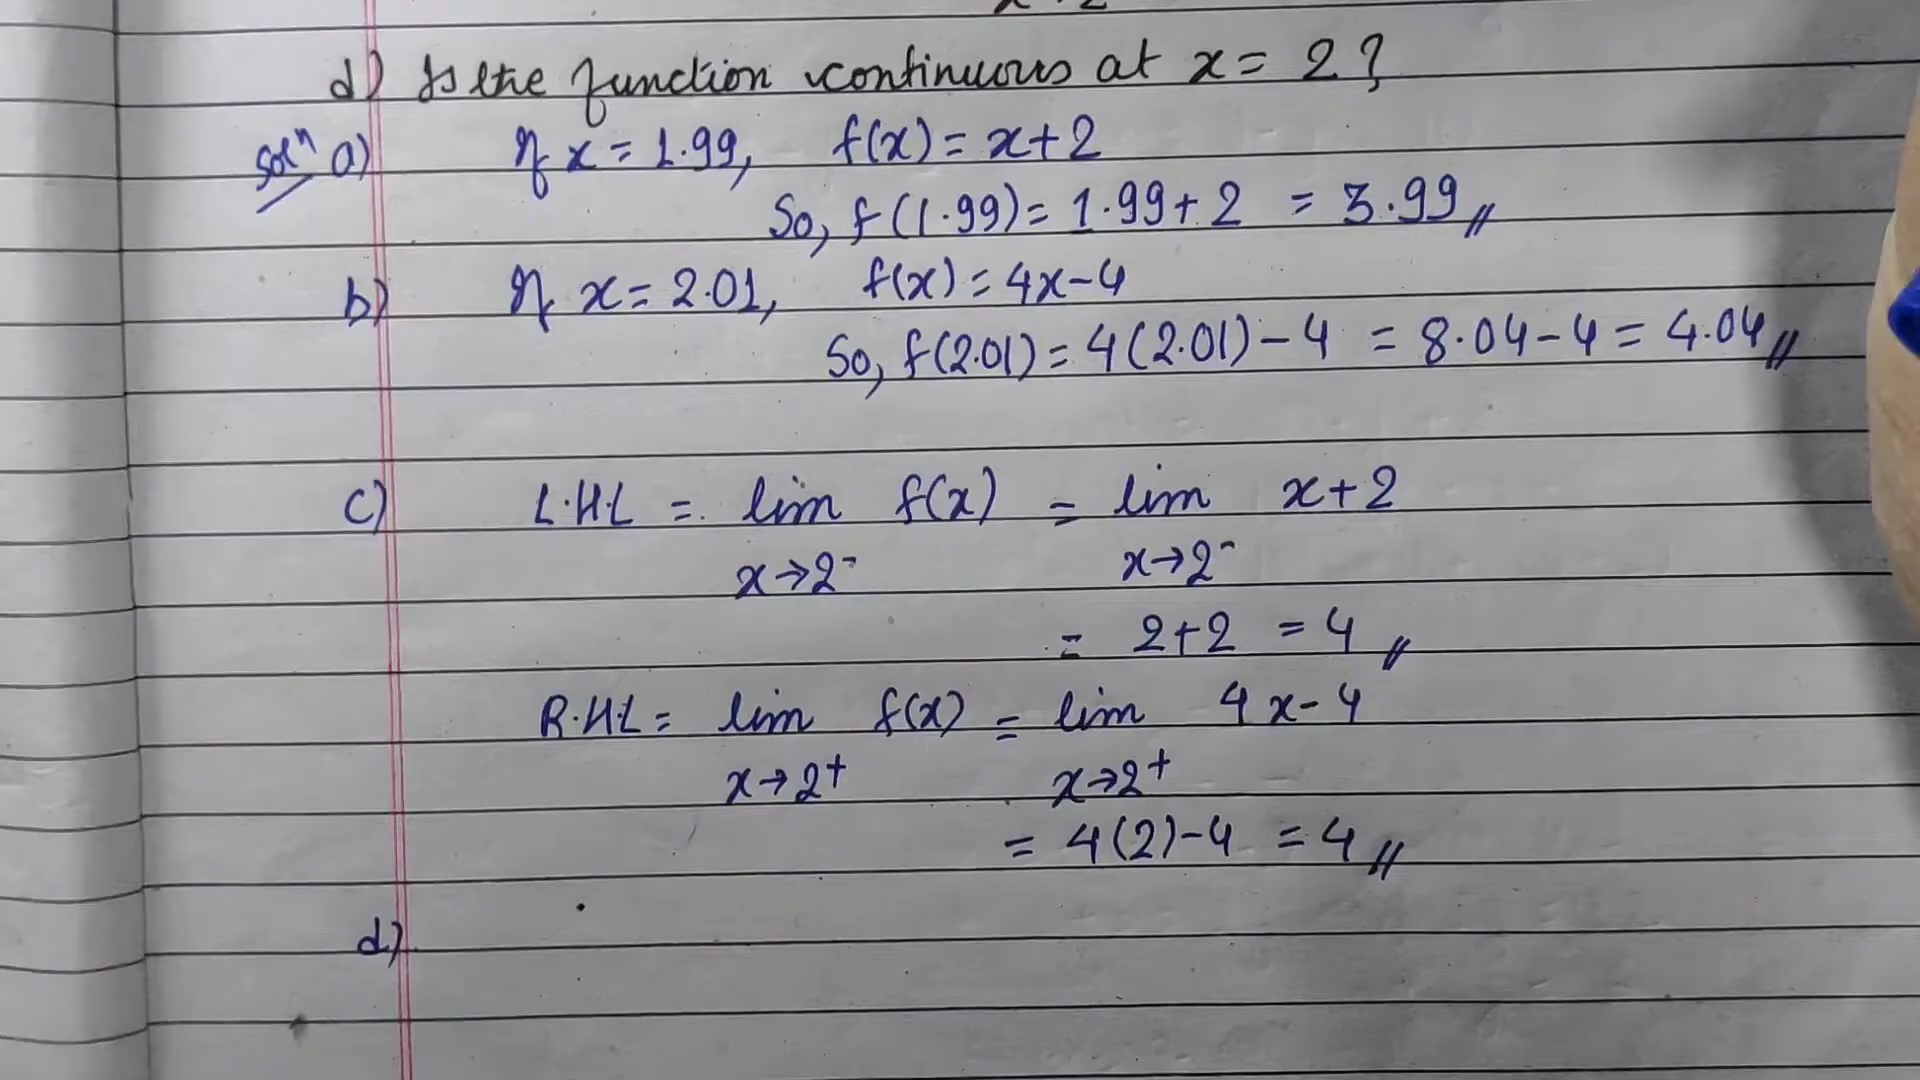 d) Is the function continuous at x = 2?
Solⁿ a) If x = 1.99, f(x) = x+2
So, f(1.99) = 1.99+2 = 3.99
b) If x = 2.01, f(x) = 4x-4
So, f(2.01) = 4(2.01)-4 = 8.04-4 = 4.04
c) L.H.L = lim f(x) = lim x+2
x→2⁻ x→2⁻
= 2+2 = 4
R.H.L = lim f(x) = lim 4x-4
x→2⁺ x→2⁺
= 4(2)-4 = 4
d)